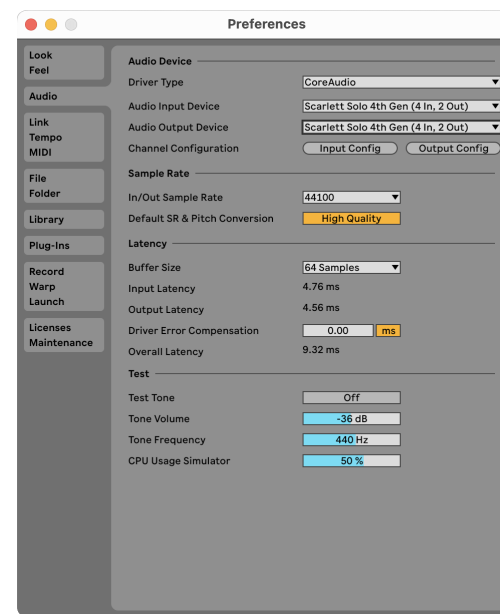 Preferences
Look
Feel
Audio
Link
Tempo
MIDI
File
Folder
Library
Plug-Ins
Record
Warp
Launch
Licenses
Maintenance
Audio Device
Driver Type CoreAudio
Audio Input Device Scarlett Solo 4th Gen (4 In, 2 Out)
Audio Output Device Scarlett Solo 4th Gen (4 In, 2 Out)
Channel Configuration Input Config Output Config
Sample Rate
In/Out Sample Rate 44100
Default SR & Pitch Conversion High Quality
Latency
Buffer Size 64 Samples
Input Latency 4.76 ms
Output Latency 4.56 ms
Driver Error Compensation 0.00 ms
Overall Latency 9.32 ms
Test
Test Tone Off
Tone Volume -36 dB
Tone Frequency 440 Hz
CPU Usage Simulator 50 %